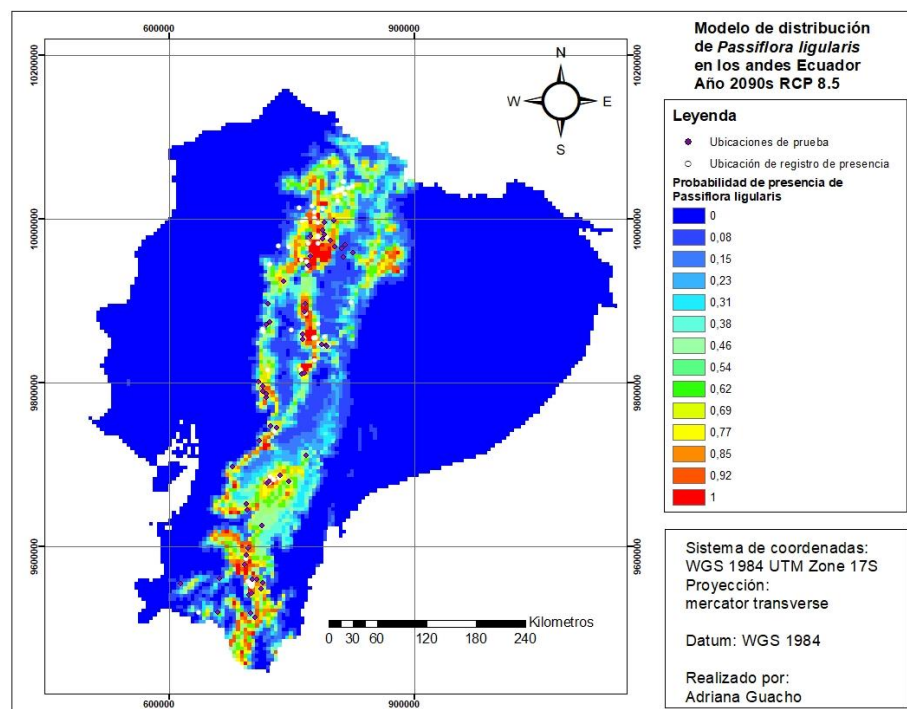 600000
900000
Modelo de distribución
de Passiflora ligularis
en los andes Ecuador
Año 2090s RCP 8.5
10200000
10200000
N
W
E
S
Leyenda
Ubicaciones de prueba
Ubicación de registro de presencia
Probabilidad de presencia de
Passiflora ligularis
0
0,08
0,15
0,23
0,31
0,38
0,46
0,54
0,62
0,69
0,77
0,85
0,92
1
10000000
10000000
9800000
9800000
9600000
9600000
Kilometros
0 15 30 60 120 180 240
600000
900000
Sistema de coordenadas:
WGS 1984 UTM Zone 17S
Proyección:
mercator transverse
Datum: WGS 1984
Realizado por:
Adriana Guacho